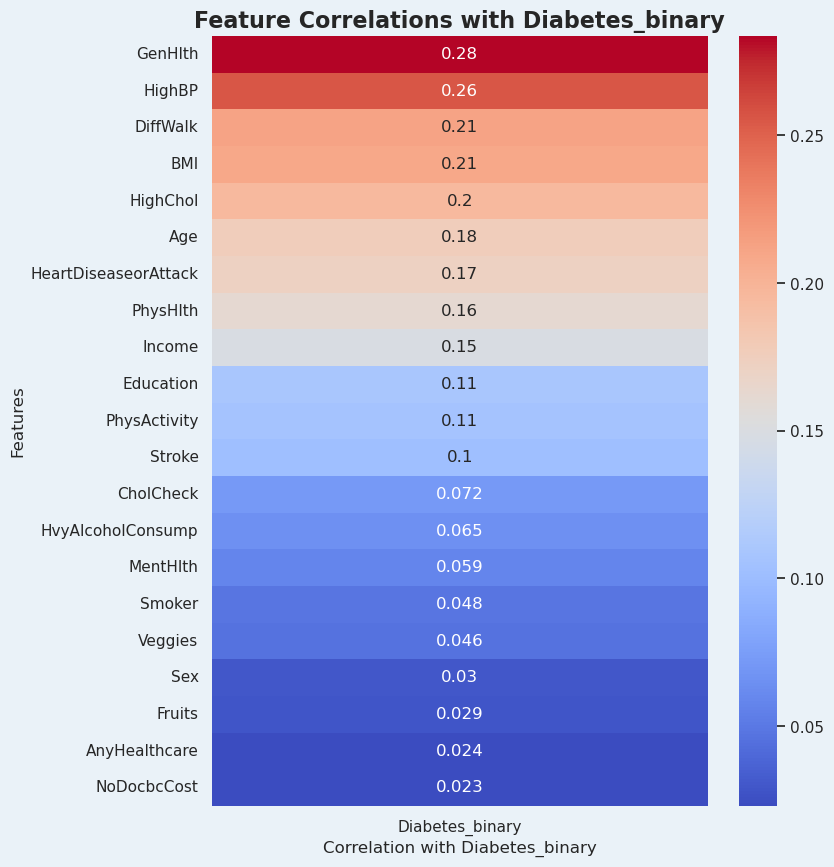 Feature Correlations with Diabetes_binary
GenHlth 0.28
HighBP 0.26
DiffWalk 0.21
BMI 0.21
HighChol 0.2
Age 0.18
HeartDiseaseorAttack 0.17
PhysHlth 0.16
Income 0.15
Education 0.11
PhysActivity 0.11
Stroke 0.1
CholCheck 0.072
HvyAlcoholConsump 0.065
MentHlth 0.059
Smoker 0.048
Veggies 0.046
Sex 0.03
Fruits 0.029
AnyHealthcare 0.024
NoDocbcCost 0.023
Features
Diabetes_binary
Correlation with Diabetes_binary
0.25
0.20
0.15
0.10
0.05